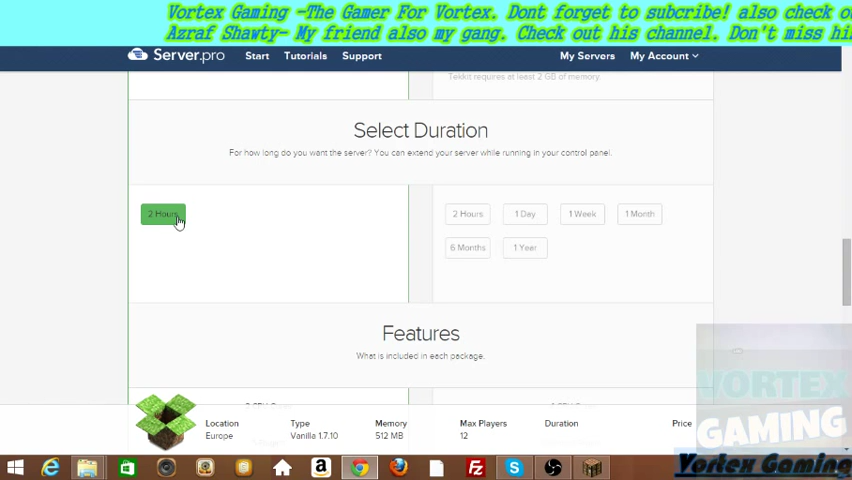 Vortex Gaming -The Gamer For Vortex. Dont forget to subcribe! also check o
Azraf Shawty- My friend also my gang. Check out his channel. Don't miss hi
Server.pro Start Tutorials Support My Servers My Account
Tekkit requires at least 2 GB of memory.
Select Duration
For how long do you want the server? You can extend your server while running in your control panel.
2 Hours
2 Hours 1 Day 1 Week 1 Month
6 Months 1 Year
Features
What is included in each package.
Location Type Memory Max Players Duration Price
Europe Vanilla 1.7.10 512 MB 12
VORTEX
GAMING
Vortex Gaming